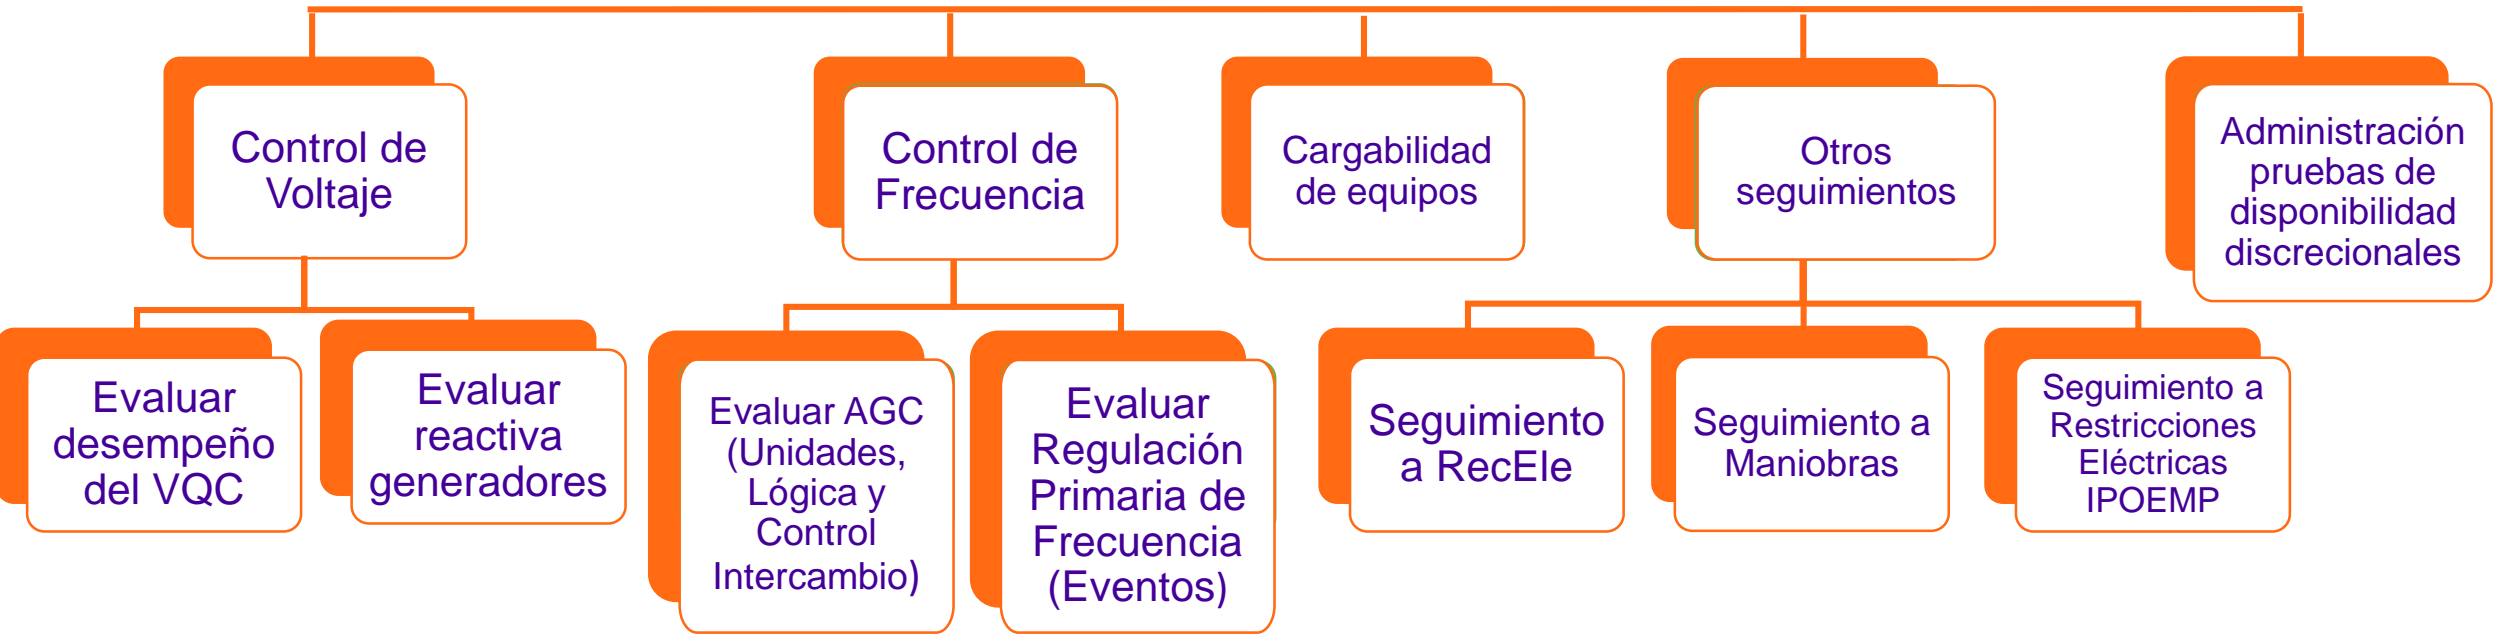 Control de
Voltaje
Control de
Frecuencia
Cargabilidad
de equipos
Otros
seguimientos
Administración
pruebas de
disponibilidad
discrecionales
Evaluar
desempeño
del VQC
Evaluar
reactiva
generadores
Evaluar AGC
(Unidades,
Lógica y
Control
Intercambio)
Evaluar
Regulación
Primaria de
Frecuencia
(Eventos)
Seguimiento
a RecEle
Seguimiento a
Maniobras
Seguimiento a
Restricciones
Eléctricas
IPOEMP